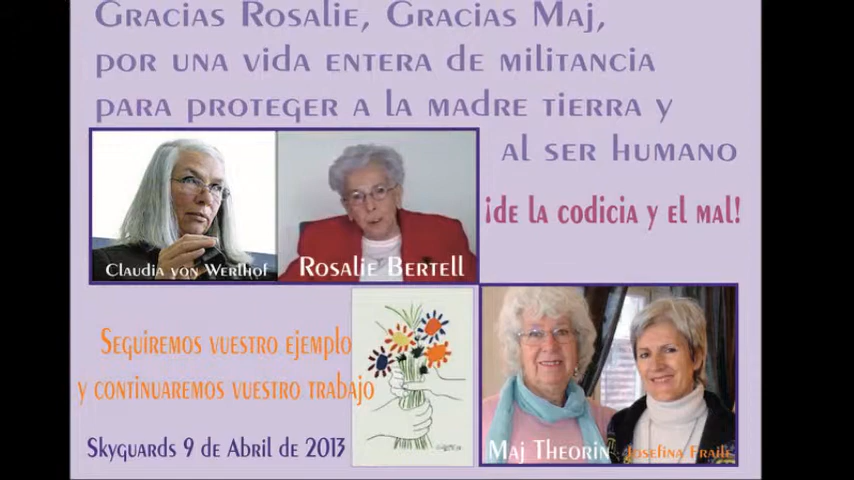 Gracias Rosalie, Gracias Maj,
por una vida entera de militancia
para proteger a la madre tierra y
al ser humano
¡de la codicia y el mal!
Claudia von Werlhof
Rosalie Bertell
Seguiremos vuestro ejemplo
y continuaremos vuestro trabajo
Skyguards 9 de Abril de 2013
Maj Theorin
Josefina Fraile